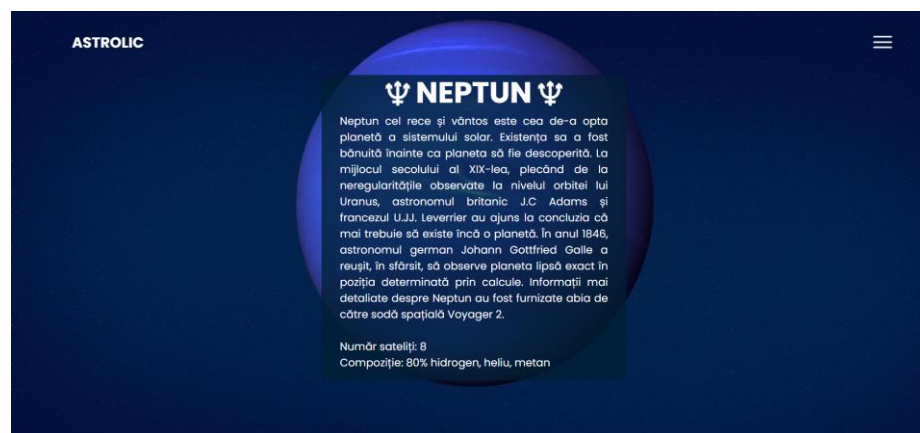 ASTROLIC
♆ NEPTUN ♆
Neptun cel rece și vântos este cea de-a opta
planetă a sistemului solar. Existența sa a fost
bănuită înainte ca planeta să fie descoperită. La
mijlocul secolului al XIX-lea, plecând de la
neregularitățile observate la nivelul orbitei lui
Uranus, astronomul britanic J.C Adams și
francezul U.JJ. Leverrier au ajuns la concluzia că
mai trebuie să existe încă o planetă. În anul 1846,
astronomul german Johann Gottfried Galle a
reușit, în sfârsit, să observe planeta lipsă exact în
poziția determinată prin calcule. Informații mai
detaliate despre Neptun au fost furnizate abia de
către sodă spațială Voyager 2.
Număr sateliți: 8
Compoziție: 80% hidrogen, heliu, metan